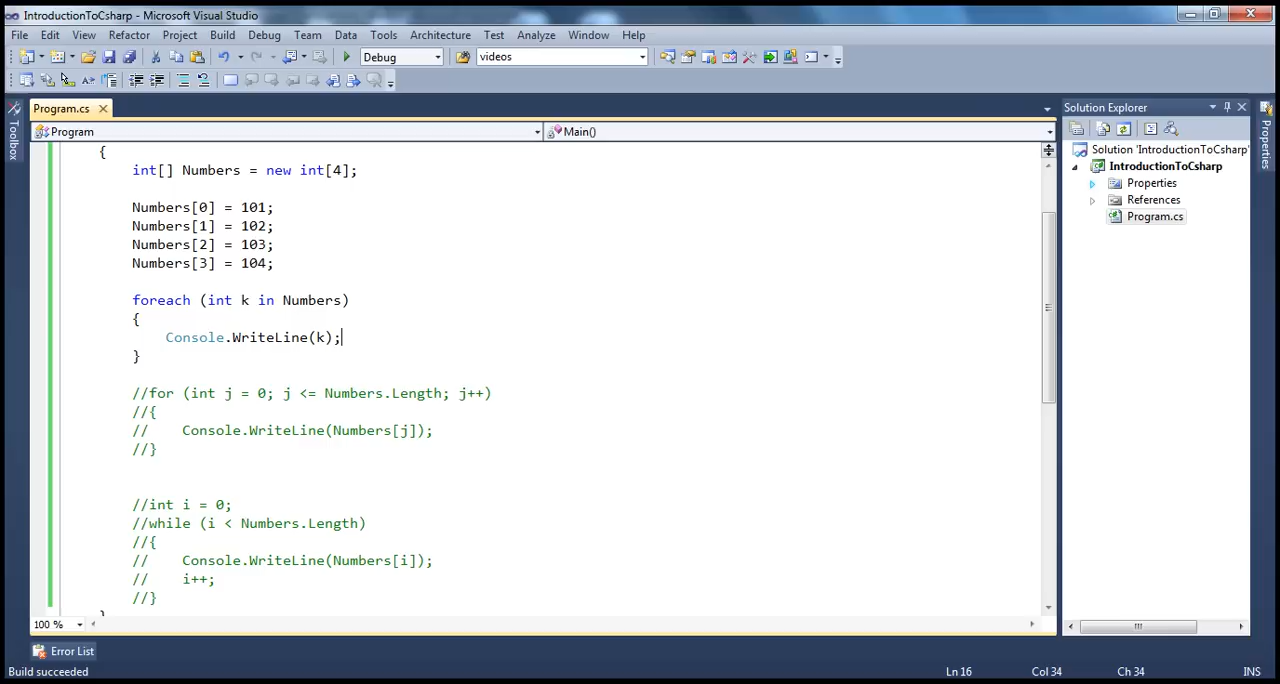 IntroductionToCsharp - Microsoft Visual Studio
File Edit View Refactor Project Build Debug Team Data Tools Architecture Test Analyze Window Help
Debug videos
Program.cs
Solution Explorer
Program Main()
Toolbox
Properties
{
int[] Numbers = new int[4];
Numbers[0] = 101;
Numbers[1] = 102;
Numbers[2] = 103;
Numbers[3] = 104;
foreach (int k in Numbers)
{
Console.WriteLine(k);
}
//for (int j = 0; j <= Numbers.Length; j++)
//{
//    Console.WriteLine(Numbers[j]);
//}
//int i = 0;
//while (i < Numbers.Length)
//{
//    Console.WriteLine(Numbers[i]);
//    i++;
//}
Solution 'IntroductionToCsharp'
IntroductionToCsharp
Properties
References
Program.cs
100 %
Error List
Build succeeded Ln 16 Col 34 Ch 34 INS